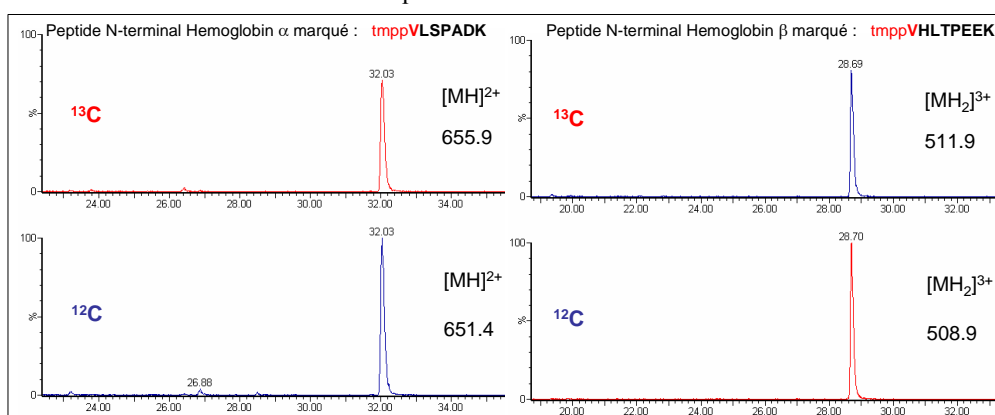 Peptide N-terminal Hemoglobin α marqué : tmppVLSPADK
100
%
0
32.03
13C
[MH]2+
655.9
24.00 26.00 28.00 30.00 32.00 34.00
100
%
0
32.03
26.88
12C
[MH]2+
651.4
24.00 26.00 28.00 30.00 32.00 34.00
Peptide N-terminal Hemoglobin β marqué : tmppVHLTPEEK
100
%
0
28.69
13C
[MH2]3+
511.9
20.00 22.00 24.00 26.00 28.00 30.00 32.00
100
%
0
28.70
12C
[MH2]3+
508.9
20.00 22.00 24.00 26.00 28.00 30.00 32.00